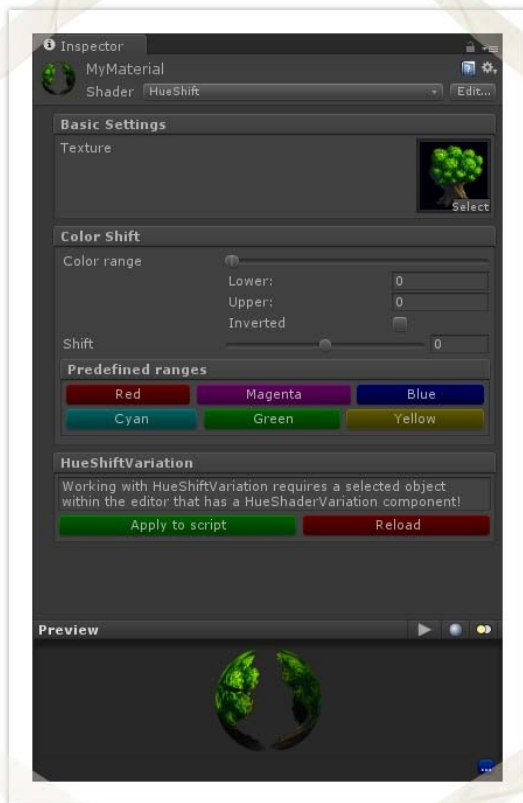 Inspector
MyMaterial
Shader HueShift Edit...
Basic Settings
Texture
Select
Color Shift
Color range
Lower: 0
Upper: 0
Inverted
Shift 0
Predefined ranges
Red Magenta Blue
Cyan Green Yellow
HueShiftVariation
Working with HueShiftVariation requires a selected object
within the editor that has a HueShaderVariation component!
Apply to script Reload
Preview